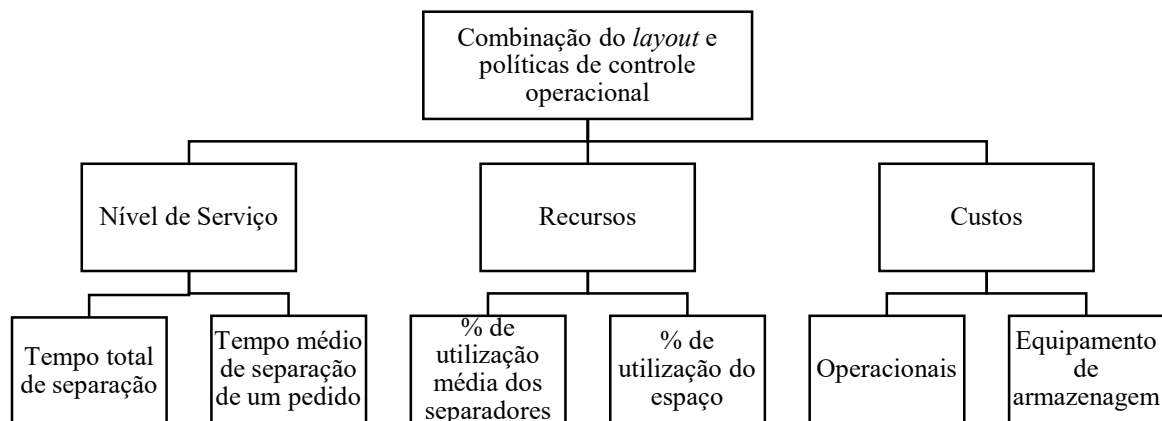 Combinação do layout e
políticas de controle
operacional
Nível de Serviço
Recursos
Custos
Tempo total
de separação
Tempo médio
de separação
de um pedido
% de
utilização
média dos
separadores
% de
utilização do
espaço
Operacionais
Equipamento
de
armazenagem